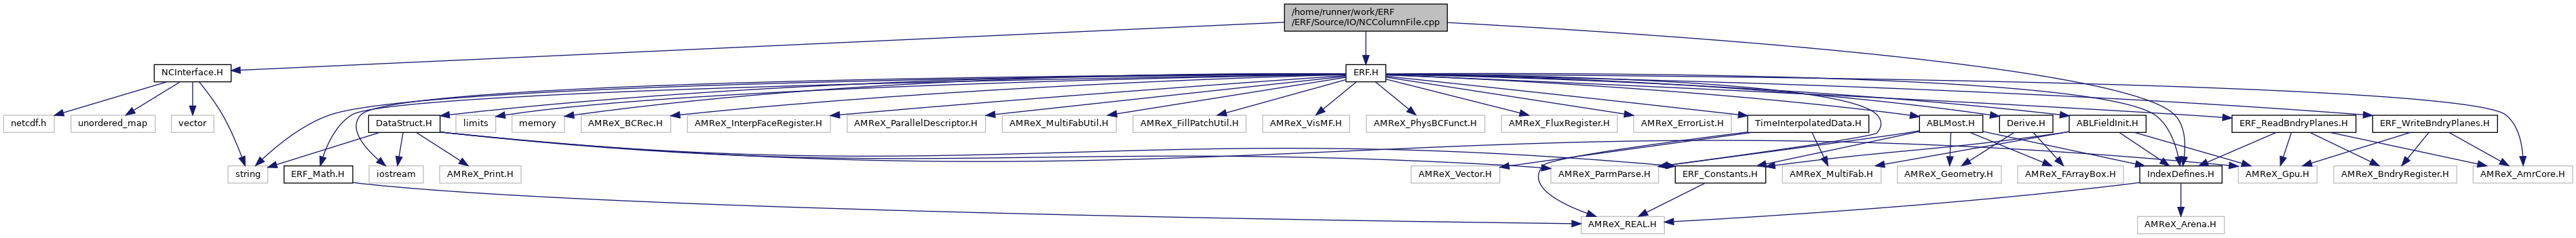 /home/runner/work/ERF
/ERF/Source/IO/NCColumnFile.cpp
NCInterface.H
ERF.H
netcdf.h
unordered_map
vector
DataStruct.H
limits
memory
AMReX_BCRec.H
AMReX_InterpFaceRegister.H
AMReX_ParallelDescriptor.H
AMReX_MultiFabUtil.H
AMReX_FillPatchUtil.H
AMReX_VisMF.H
AMReX_PhysBCFunct.H
AMReX_FluxRegister.H
AMReX_ErrorList.H
TimeInterpolatedData.H
ABLMost.H
Derive.H
ABLFieldInit.H
ERF_ReadBndryPlanes.H
ERF_WriteBndryPlanes.H
string
ERF_Math.H
iostream
AMReX_Print.H
AMReX_Vector.H
AMReX_ParmParse.H
ERF_Constants.H
AMReX_MultiFab.H
AMReX_Geometry.H
AMReX_FArrayBox.H
IndexDefines.H
AMReX_Gpu.H
AMReX_BndryRegister.H
AMReX_AmrCore.H
AMReX_REAL.H
AMReX_Arena.H